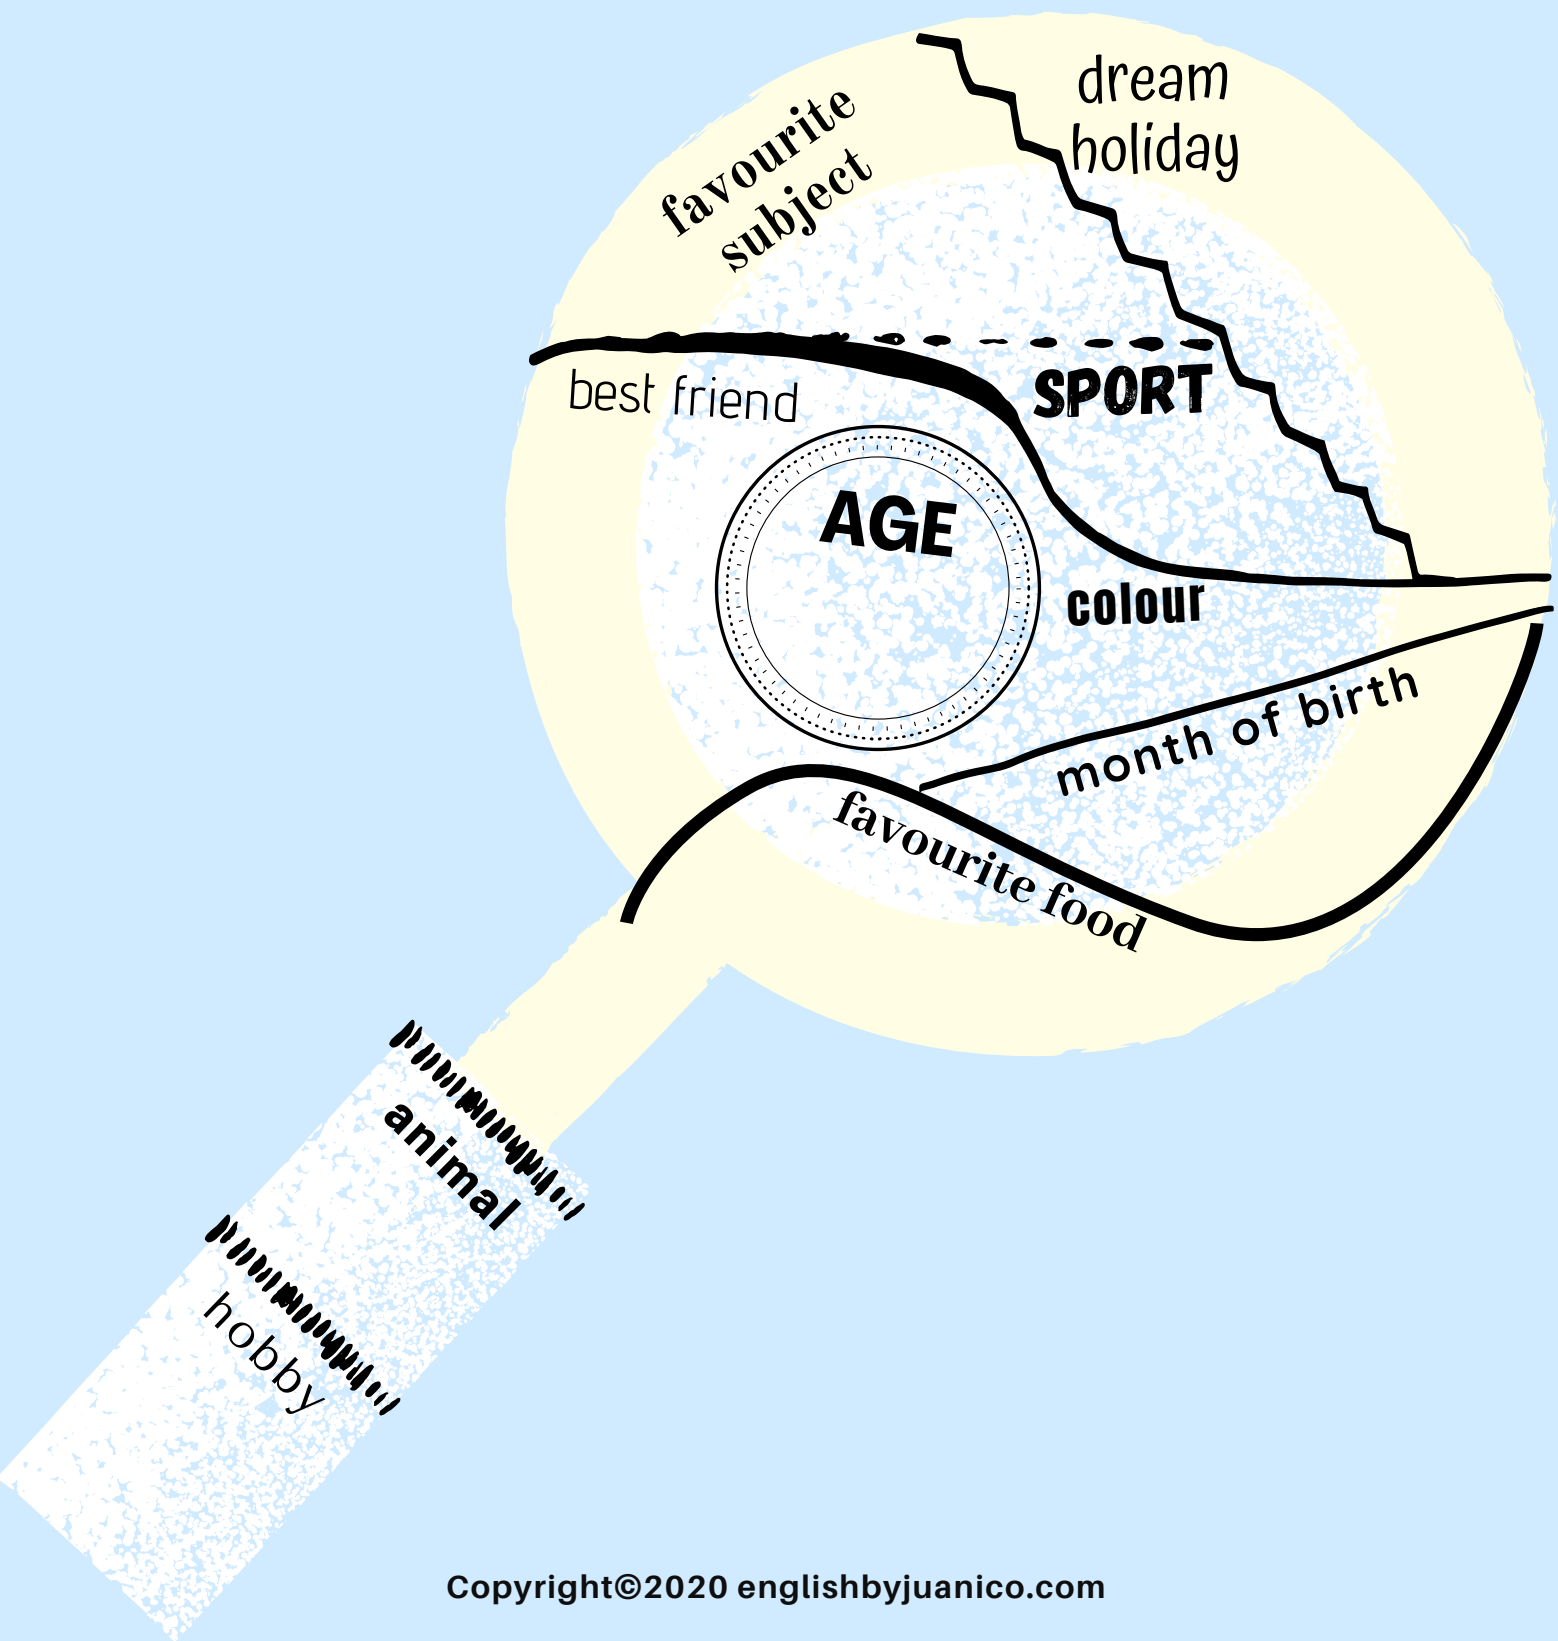 dream
holiday
favourite
subject
SPORT
best friend
AGE
colour
month of birth
favourite food
animal
hobby
Copyright©2020 englishbyjuanico.com